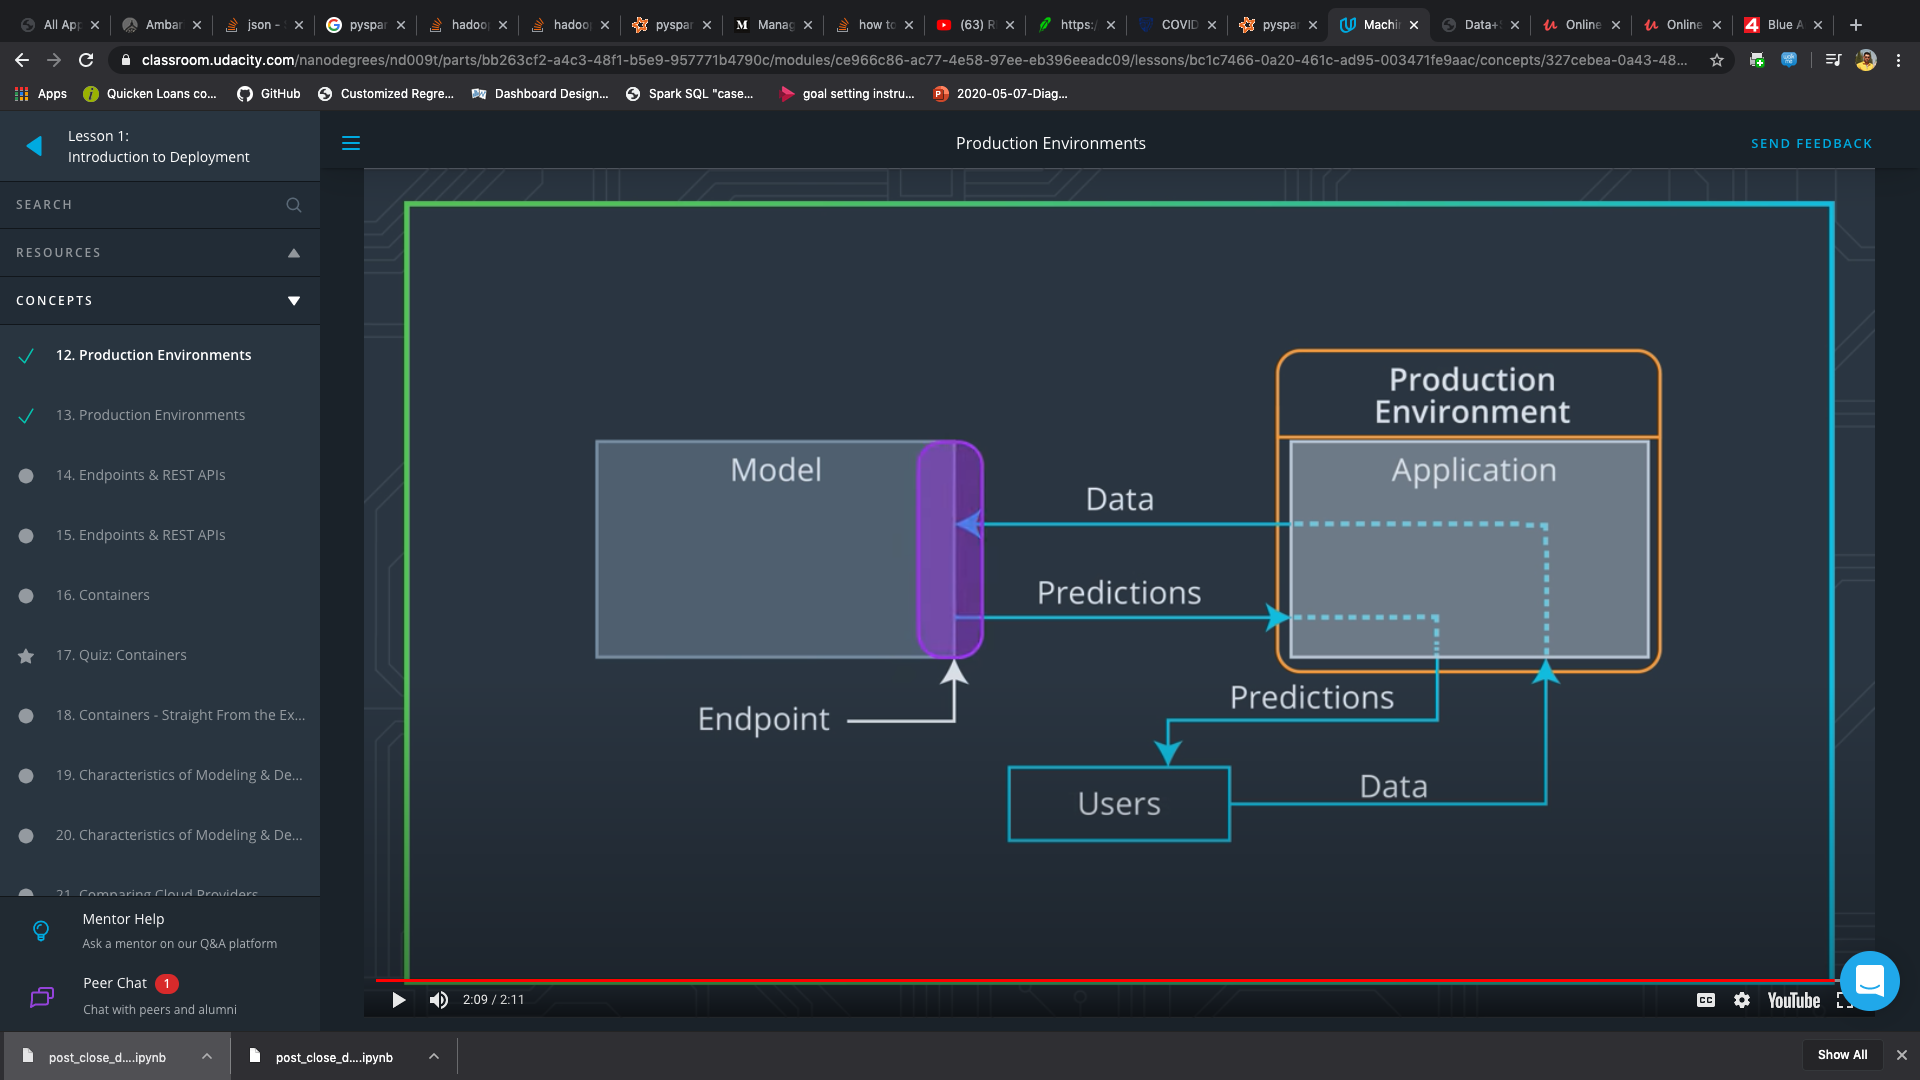 All App
Ambar
json -
pyspar
hadoop
hadoop
pyspar
Manag
how to
(63) R
https:/
COVID
pyspar
Machi
Data+
Online
Online
Blue A
classroom.udacity.com/nanodegrees/nd009t/parts/bb263cf2-a4c3-48f1-b5e9-957771b4790c/modules/ce966c86-ac77-4e58-97ee-eb396eeadc09/lessons/bc1c7466-0a20-461c-ad95-003471fe9aac/concepts/327cebea-0a43-48...
Apps
Quicken Loans co...
GitHub
Customized Regre...
Dashboard Design...
Spark SQL "case...
goal setting instru...
2020-05-07-Diag...
Lesson 1:
Introduction to Deployment
SEARCH
RESOURCES
CONCEPTS
12. Production Environments
13. Production Environments
14. Endpoints & REST APIs
15. Endpoints & REST APIs
16. Containers
17. Quiz: Containers
18. Containers - Straight From the Ex...
19. Characteristics of Modeling & De...
20. Characteristics of Modeling & De...
21. Comparing Cloud Providers
Mentor Help
Ask a mentor on our Q&A platform
Peer Chat 1
Chat with peers and alumni
Production Environments
SEND FEEDBACK
Production
Environment
Model
Application
Data
Predictions
Predictions
Endpoint
Data
Users
2:09 / 2:11
CC
YouTube
post_close_d....ipynb
post_close_d....ipynb
Show All